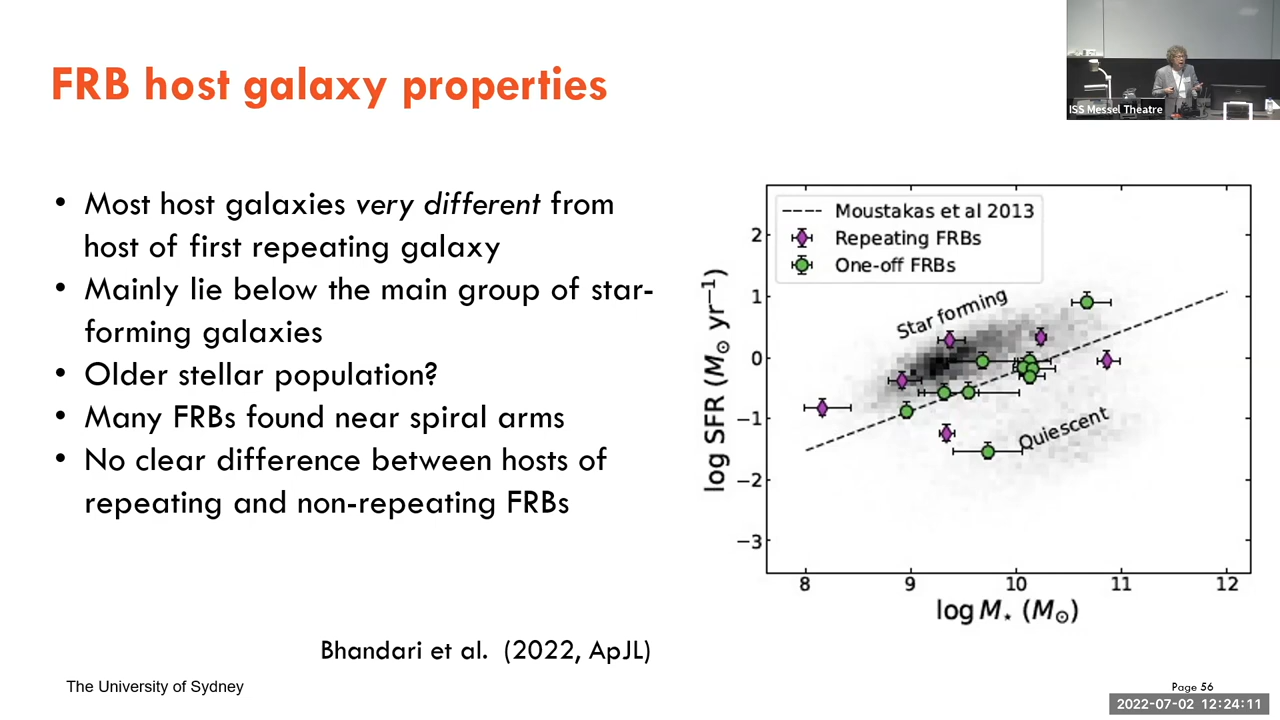 FRB host galaxy properties
ISS Messel Theatre
• Most host galaxies very different from
host of first repeating galaxy
• Mainly lie below the main group of star-
forming galaxies
• Older stellar population?
• Many FRBs found near spiral arms
• No clear difference between hosts of
repeating and non-repeating FRBs
Bhandari et al. (2022, ApJL)
Moustakas et al 2013
Repeating FRBs
One-off FRBs
Star forming
Quiescent
log SFR (M⊙ yr⁻¹)
2
1
0
−1
−2
−3
8 9 10 11 12
log M⋆ (M⊙)
The University of Sydney
Page 56
2022-07-02 12:24:11